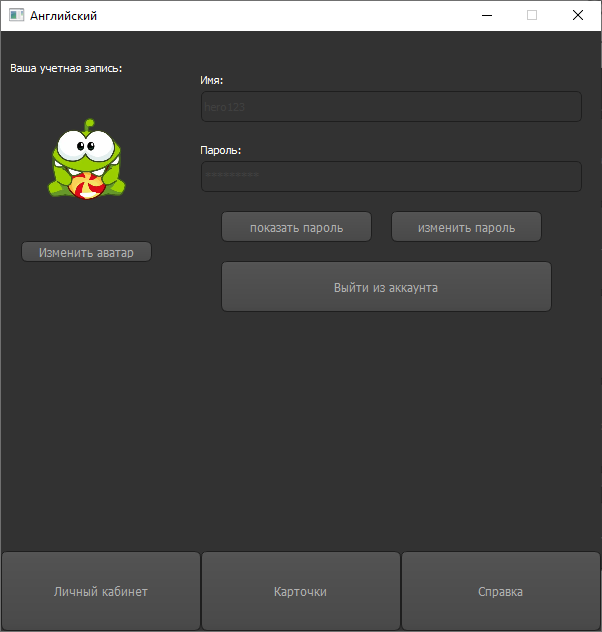 Английский
Ваша учетная запись:
Имя:
hero123
Пароль:
*********
показать пароль
изменить пароль
Изменить аватар
Выйти из аккаунта
Личный кабинет
Карточки
Справка